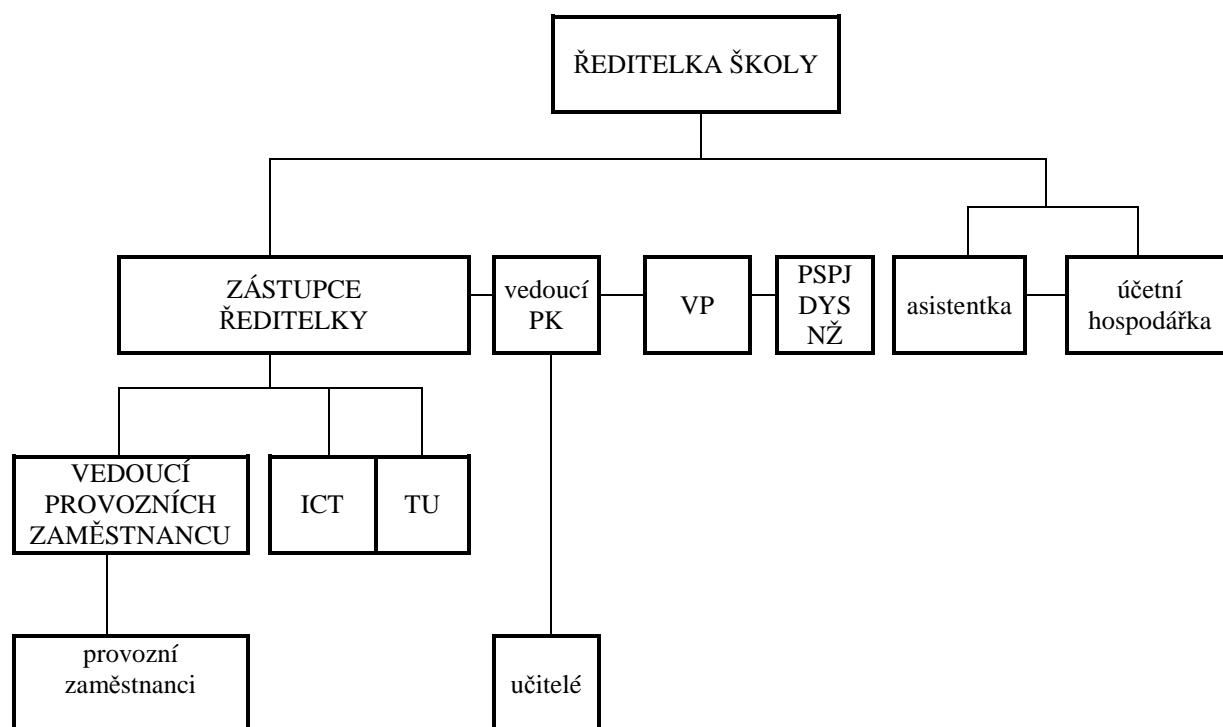 ŘEDITELKA ŠKOLY
ZÁSTUPCE
ŘEDITELKY
vedoucí
PK
VP
PSPJ
DYS
NŽ
asistentka
účetní
hospodářka
VEDOUCÍ
PROVOZNÍCH
ZAMĚSTNANCU
ICT
TU
provozní
zaměstnanci
učitelé